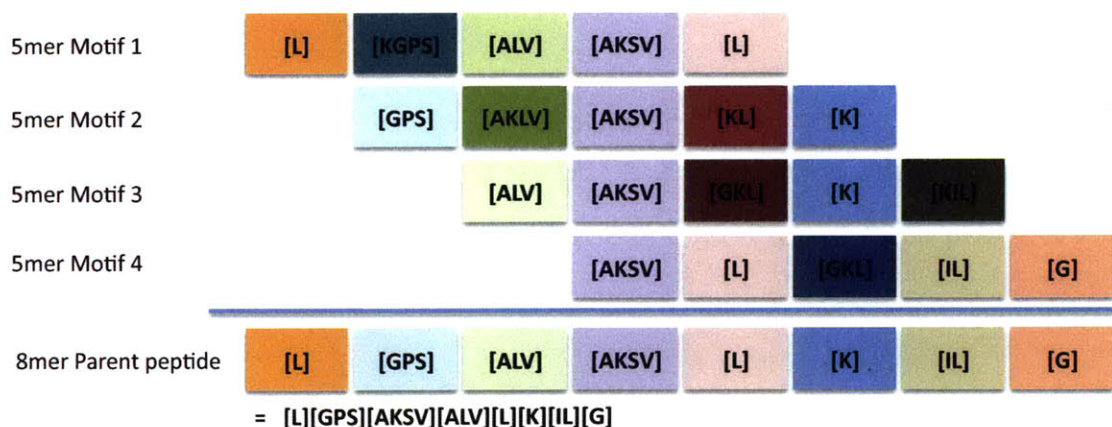 5mer Motif 1 [L] [KGPS] [ALV] [AKSV] [L]
5mer Motif 2 [GPS] [AKLV] [AKSV] [KL] [K]
5mer Motif 3 [ALV] [AKSV] [GKL] [K] [KIL]
5mer Motif 4 [AKSV] [L] [GKL] [IL] [G]
8mer Parent peptide [L] [GPS] [ALV] [AKSV] [L] [K] [IL] [G]
= [L][GPS][AKSV][ALV][L][K][IL][G]